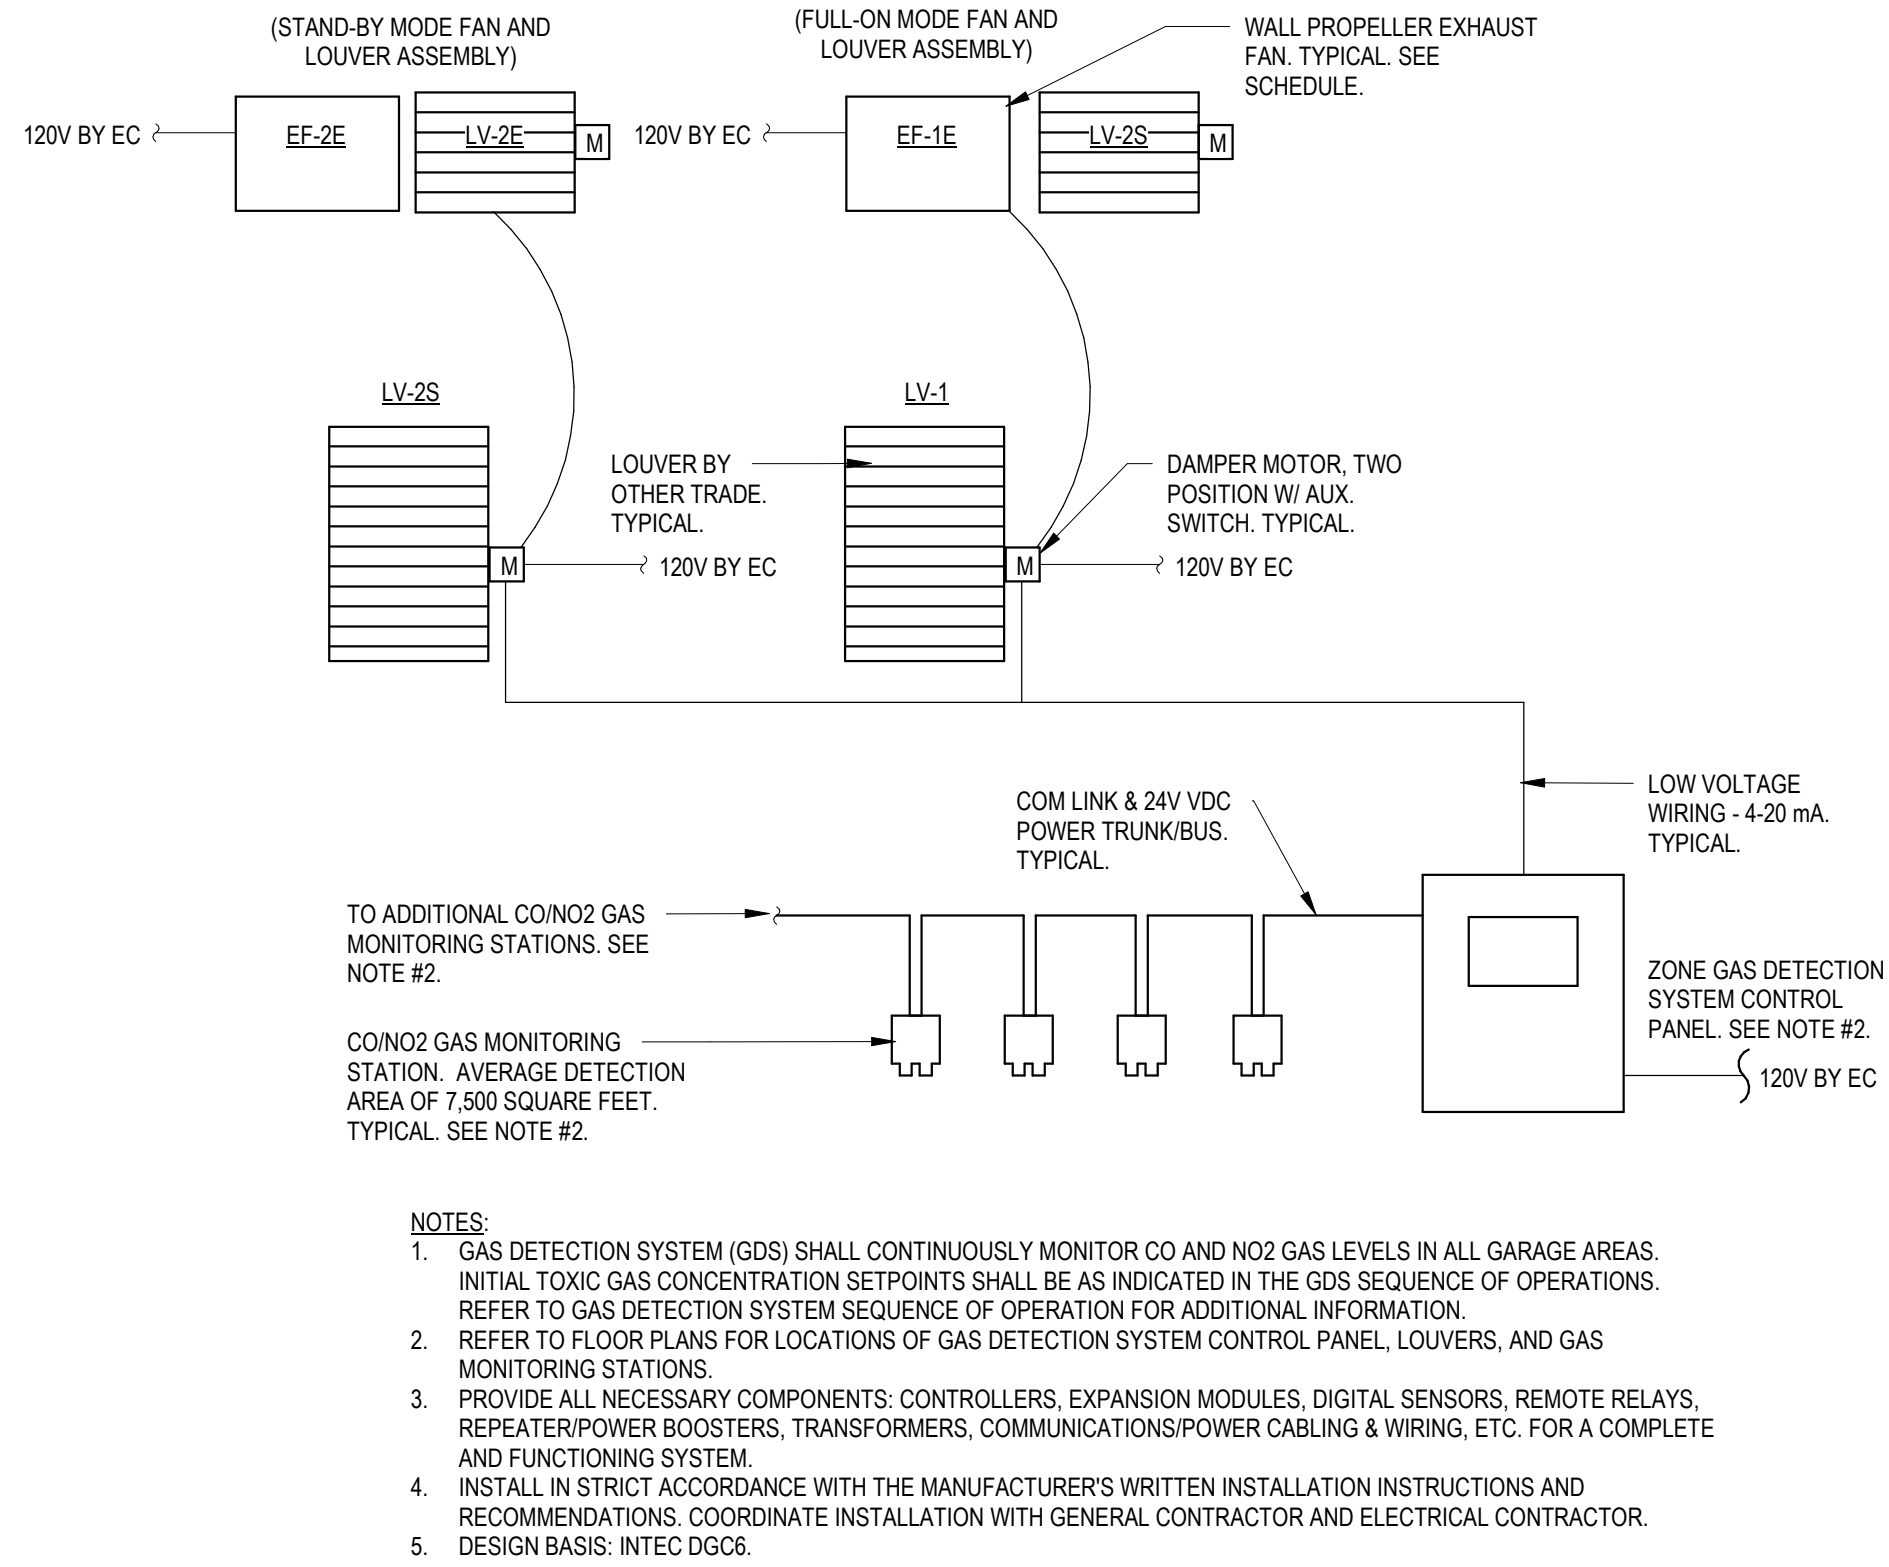 (STAND-BY MODE FAN AND
LOUVER ASSEMBLY)
(FULL-ON MODE FAN AND
LOUVER ASSEMBLY)
WALL PROPELLER EXHAUST
FAN. TYPICAL. SEE
SCHEDULE.
120V BY EC
EF-2E
LV-2E
M
120V BY EC
EF-1E
LV-2S
M
LV-2S
LV-1
LOUVER BY
OTHER TRADE.
TYPICAL.
DAMPER MOTOR, TWO
POSITION W/ AUX.
SWITCH. TYPICAL.
M
120V BY EC
M
120V BY EC
COM LINK & 24V VDC
POWER TRUNK/BUS.
TYPICAL.
LOW VOLTAGE
WIRING - 4-20 mA.
TYPICAL.
TO ADDITIONAL CO/NO2 GAS
MONITORING STATIONS. SEE
NOTE #2.
ZONE GAS DETECTION
SYSTEM CONTROL
PANEL. SEE NOTE #2.
120V BY EC
CO/NO2 GAS MONITORING
STATION. AVERAGE DETECTION
AREA OF 7,500 SQUARE FEET.
TYPICAL. SEE NOTE #2.
NOTES:
1. GAS DETECTION SYSTEM (GDS) SHALL CONTINUOUSLY MONITOR CO AND NO2 GAS LEVELS IN ALL GARAGE AREAS.
INITIAL TOXIC GAS CONCENTRATION SETPOINTS SHALL BE AS INDICATED IN THE GDS SEQUENCE OF OPERATIONS.
REFER TO GAS DETECTION SYSTEM SEQUENCE OF OPERATION FOR ADDITIONAL INFORMATION.
2. REFER TO FLOOR PLANS FOR LOCATIONS OF GAS DETECTION SYSTEM CONTROL PANEL, LOUVERS, AND GAS
MONITORING STATIONS.
3. PROVIDE ALL NECESSARY COMPONENTS: CONTROLLERS, EXPANSION MODULES, DIGITAL SENSORS, REMOTE RELAYS,
REPEATER/POWER BOOSTERS, TRANSFORMERS, COMMUNICATIONS/POWER CABLING & WIRING, ETC. FOR A COMPLETE
AND FUNCTIONING SYSTEM.
4. INSTALL IN STRICT ACCORDANCE WITH THE MANUFACTURER'S WRITTEN INSTALLATION INSTRUCTIONS AND
RECOMMENDATIONS. COORDINATE INSTALLATION WITH GENERAL CONTRACTOR AND ELECTRICAL CONTRACTOR.
5. DESIGN BASIS: INTEC DGC6.